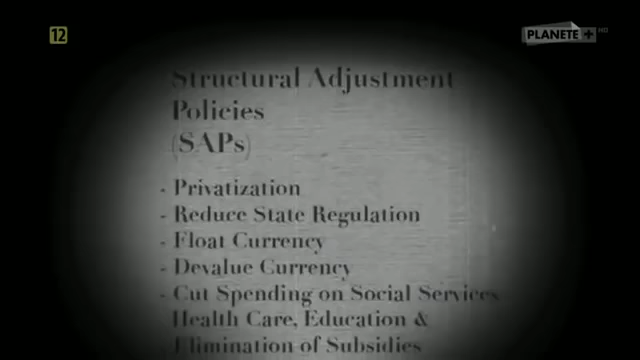 12
PLANETE + HD
Structural Adjustment
Policies
(SAPs)
- Privatization
- Reduce State Regulation
- Float Currency
- Devalue Currency
- Cut Spending on Social Services
Health Care, Education &
Elimination of Subsidies